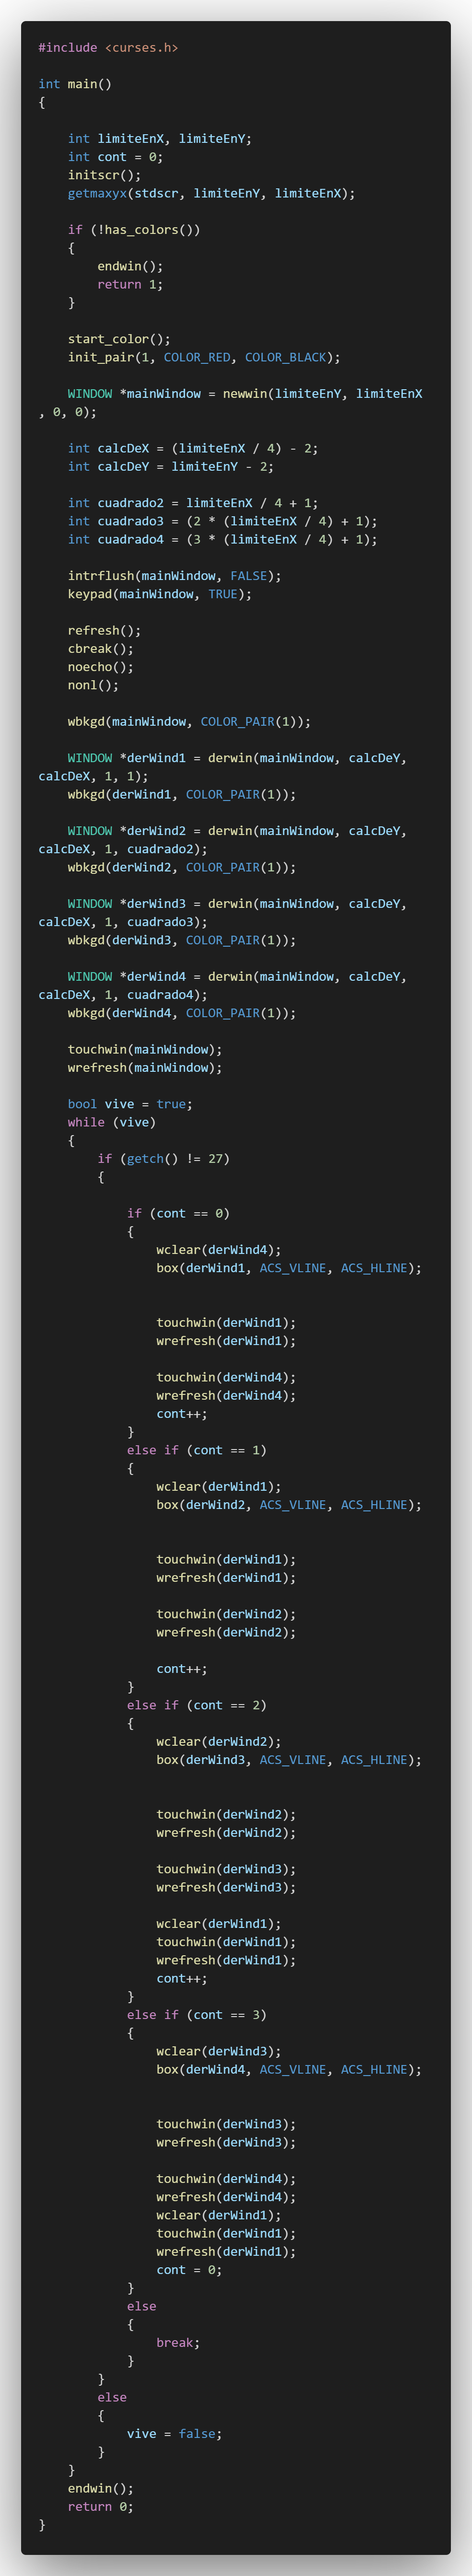 #include <curses.h>

int main()
{

    int limiteEnX, limiteEnY;
    int cont = 0;
    initscr();
    getmaxyx(stdscr, limiteEnY, limiteEnX);

    if (!has_colors())
    {
        endwin();
        return 1;
    }

    start_color();
    init_pair(1, COLOR_RED, COLOR_BLACK);

    WINDOW *mainWindow = newwin(limiteEnY, limiteEnX
, 0, 0);

    int calcDeX = (limiteEnX / 4) - 2;
    int calcDeY = limiteEnY - 2;

    int cuadrado2 = limiteEnX / 4 + 1;
    int cuadrado3 = (2 * (limiteEnX / 4) + 1);
    int cuadrado4 = (3 * (limiteEnX / 4) + 1);

    intrflush(mainWindow, FALSE);
    keypad(mainWindow, TRUE);

    refresh();
    cbreak();
    noecho();
    nonl();

    wbkgd(mainWindow, COLOR_PAIR(1));

    WINDOW *derWind1 = derwin(mainWindow, calcDeY, 
calcDeX, 1, 1);
    wbkgd(derWind1, COLOR_PAIR(1));

    WINDOW *derWind2 = derwin(mainWindow, calcDeY, 
calcDeX, 1, cuadrado2);
    wbkgd(derWind2, COLOR_PAIR(1));

    WINDOW *derWind3 = derwin(mainWindow, calcDeY, 
calcDeX, 1, cuadrado3);
    wbkgd(derWind3, COLOR_PAIR(1));

    WINDOW *derWind4 = derwin(mainWindow, calcDeY, 
calcDeX, 1, cuadrado4);
    wbkgd(derWind4, COLOR_PAIR(1));

    touchwin(mainWindow);
    wrefresh(mainWindow);

    bool vive = true;
    while (vive)
    {
        if (getch() != 27)
        {

            if (cont == 0)
            {
                wclear(derWind4);
                box(derWind1, ACS_VLINE, ACS_HLINE);


                touchwin(derWind1);
                wrefresh(derWind1);

                touchwin(derWind4);
                wrefresh(derWind4);
                cont++;
            }
            else if (cont == 1)
            {
                wclear(derWind1);
                box(derWind2, ACS_VLINE, ACS_HLINE);


                touchwin(derWind1);
                wrefresh(derWind1);

                touchwin(derWind2);
                wrefresh(derWind2);

                cont++;
            }
            else if (cont == 2)
            {
                wclear(derWind2);
                box(derWind3, ACS_VLINE, ACS_HLINE);


                touchwin(derWind2);
                wrefresh(derWind2);

                touchwin(derWind3);
                wrefresh(derWind3);

                wclear(derWind1);
                touchwin(derWind1);
                wrefresh(derWind1);
                cont++;
            }
            else if (cont == 3)
            {
                wclear(derWind3);
                box(derWind4, ACS_VLINE, ACS_HLINE);


                touchwin(derWind3);
                wrefresh(derWind3);

                touchwin(derWind4);
                wrefresh(derWind4);
                wclear(derWind1);
                touchwin(derWind1);
                wrefresh(derWind1);
                cont = 0;
            }
            else
            {
                break;
            }
        }
        else
        {
            vive = false;
        }
    }
    endwin();
    return 0;
}